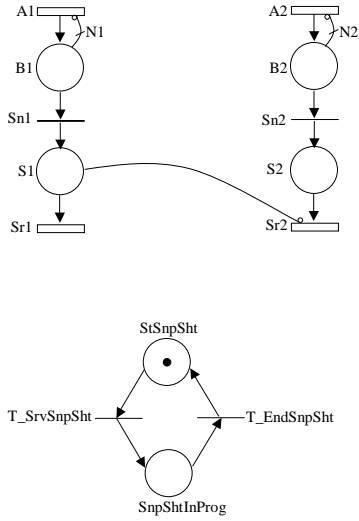 A1 A2
N1 N2
B1 B2
Sn1 Sn2
S1 S2
Sr1 Sr2
StSnpSht
T_SrvSnpSht T_EndSnpSht
SnpShtInProg